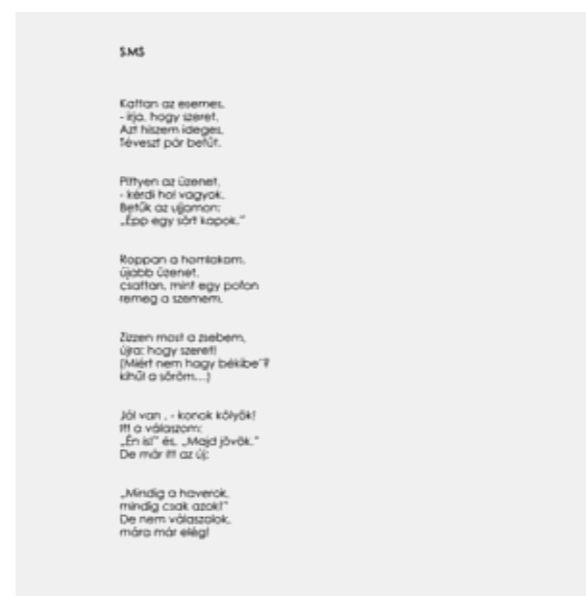 SMS
Kattan az esemes,
- írja, hogy szeret.
Azt hiszem ideges,
téveszt pár betűt.
Pittyen az üzenet,
- kérdi hol vagyok.
Betűk az ujjamon:
„Épp egy sört kapok."
Roppan a homlokom,
újabb üzenet,
csattan, mint egy pofon
remeg a szemem.
Zizzen most a zsebem,
újra: hogy szeret!
(Miért nem hagy békibe"?
kihűl a söröm...)
Jól van , - konok kölyök!
Itt a válaszom:
„Én is!" és, „Majd jövök."
De már itt az új:
„Mindig a haverok,
mindig csak azok!"
De nem válaszolok,
mára már elég!